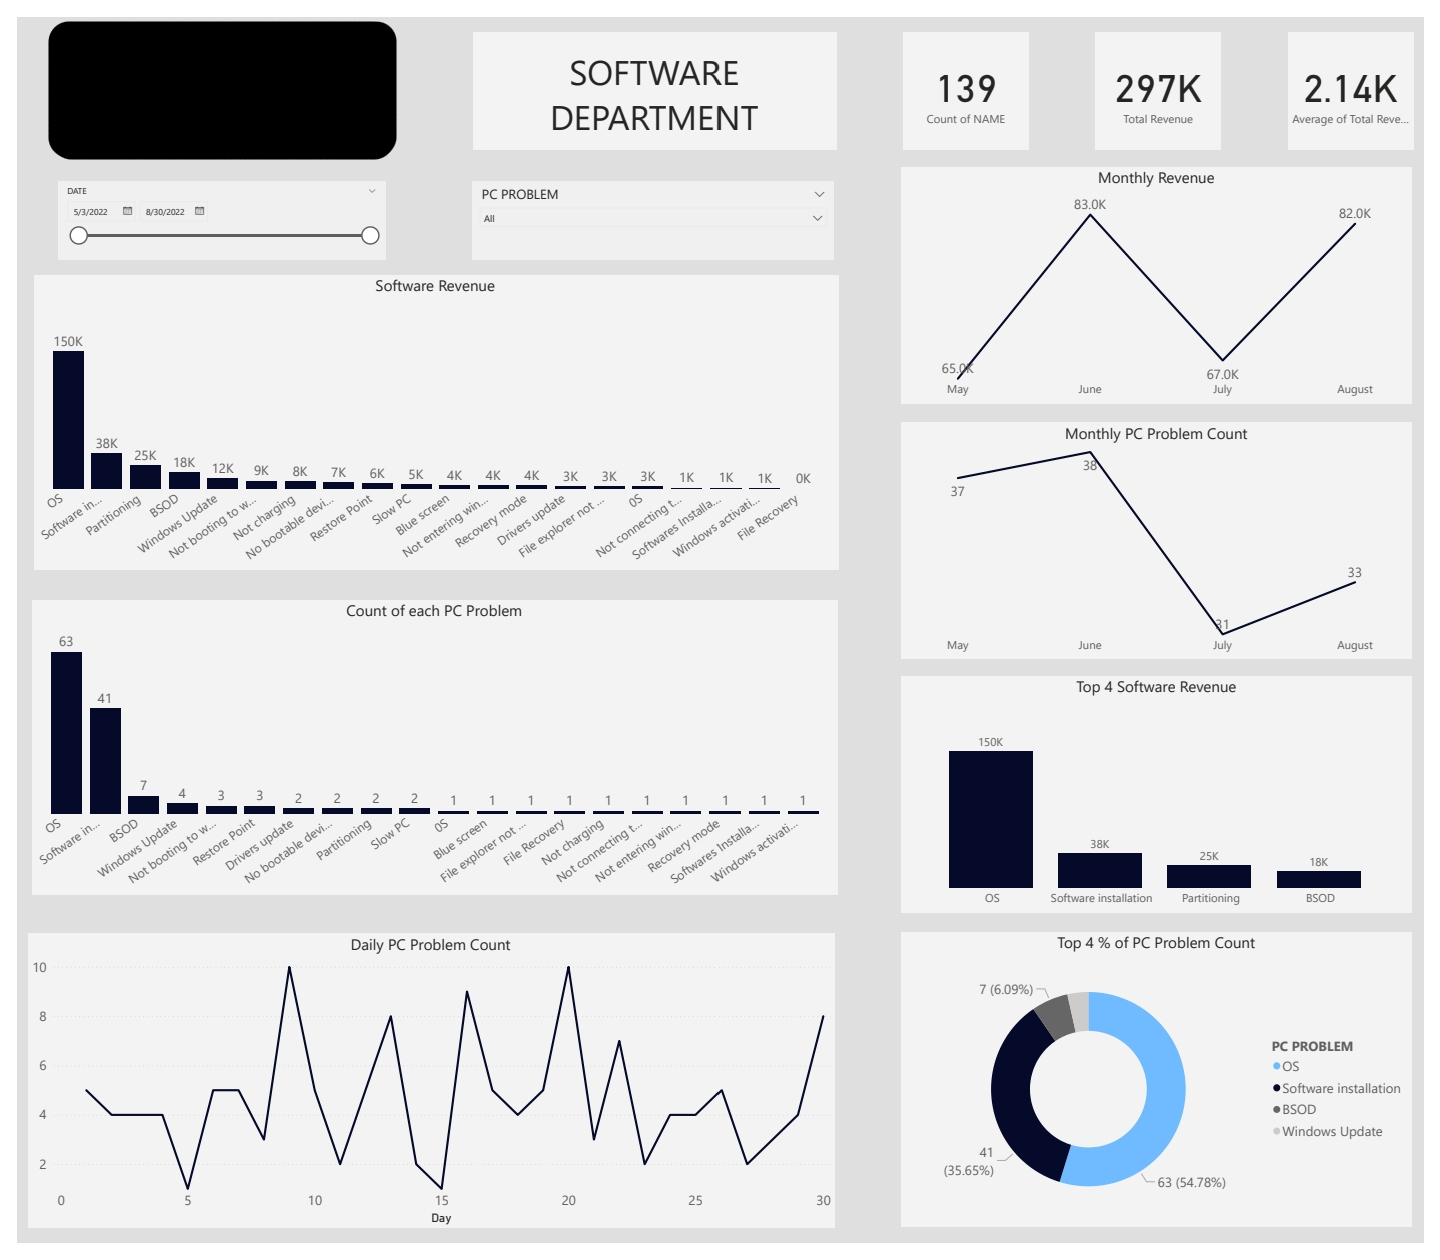 SOFTWARE
DEPARTMENT
139
Count of NAME
297K
Total Revenue
2.14K
Average of Total Reve...
DATE
5/3/2022
8/30/2022
PC PROBLEM
All
Software Revenue
150K
38K
25K
18K
12K
9K
8K
7K
6K
5K
4K
4K
4K
3K
3K
3K
1K
1K
1K
0K
OS
Software in...
Partitioning
BSOD
Windows Update
Not booting to w...
Not charging
No bootable devi...
Restore Point
Slow PC
Blue screen
Not entering win...
Recovery mode
Drivers update
File explorer not ...
0S
Not connecting t...
Softwares Installa...
Windows activati...
File Recovery
Count of each PC Problem
63
41
7
4
3
3
2
2
2
2
1
1
1
1
1
1
1
1
1
1
OS
Software in...
BSOD
Windows Update
Not booting to w...
Restore Point
Drivers update
No bootable devi...
Partitioning
Slow PC
0S
Blue screen
File explorer not ...
File Recovery
Not charging
Not connecting t...
Not entering win...
Recovery mode
Softwares Installa...
Windows activati...
Daily PC Problem Count
10
8
6
4
2
0
5
10
15
20
25
30
Day
Monthly Revenue
65.0K
83.0K
67.0K
82.0K
May
June
July
August
Monthly PC Problem Count
37
38
31
33
May
June
July
August
Top 4 Software Revenue
150K
38K
25K
18K
OS
Software installation
Partitioning
BSOD
Top 4 % of PC Problem Count
7 (6.09%)
41
(35.65%)
63 (54.78%)
PC PROBLEM
OS
Software installation
BSOD
Windows Update